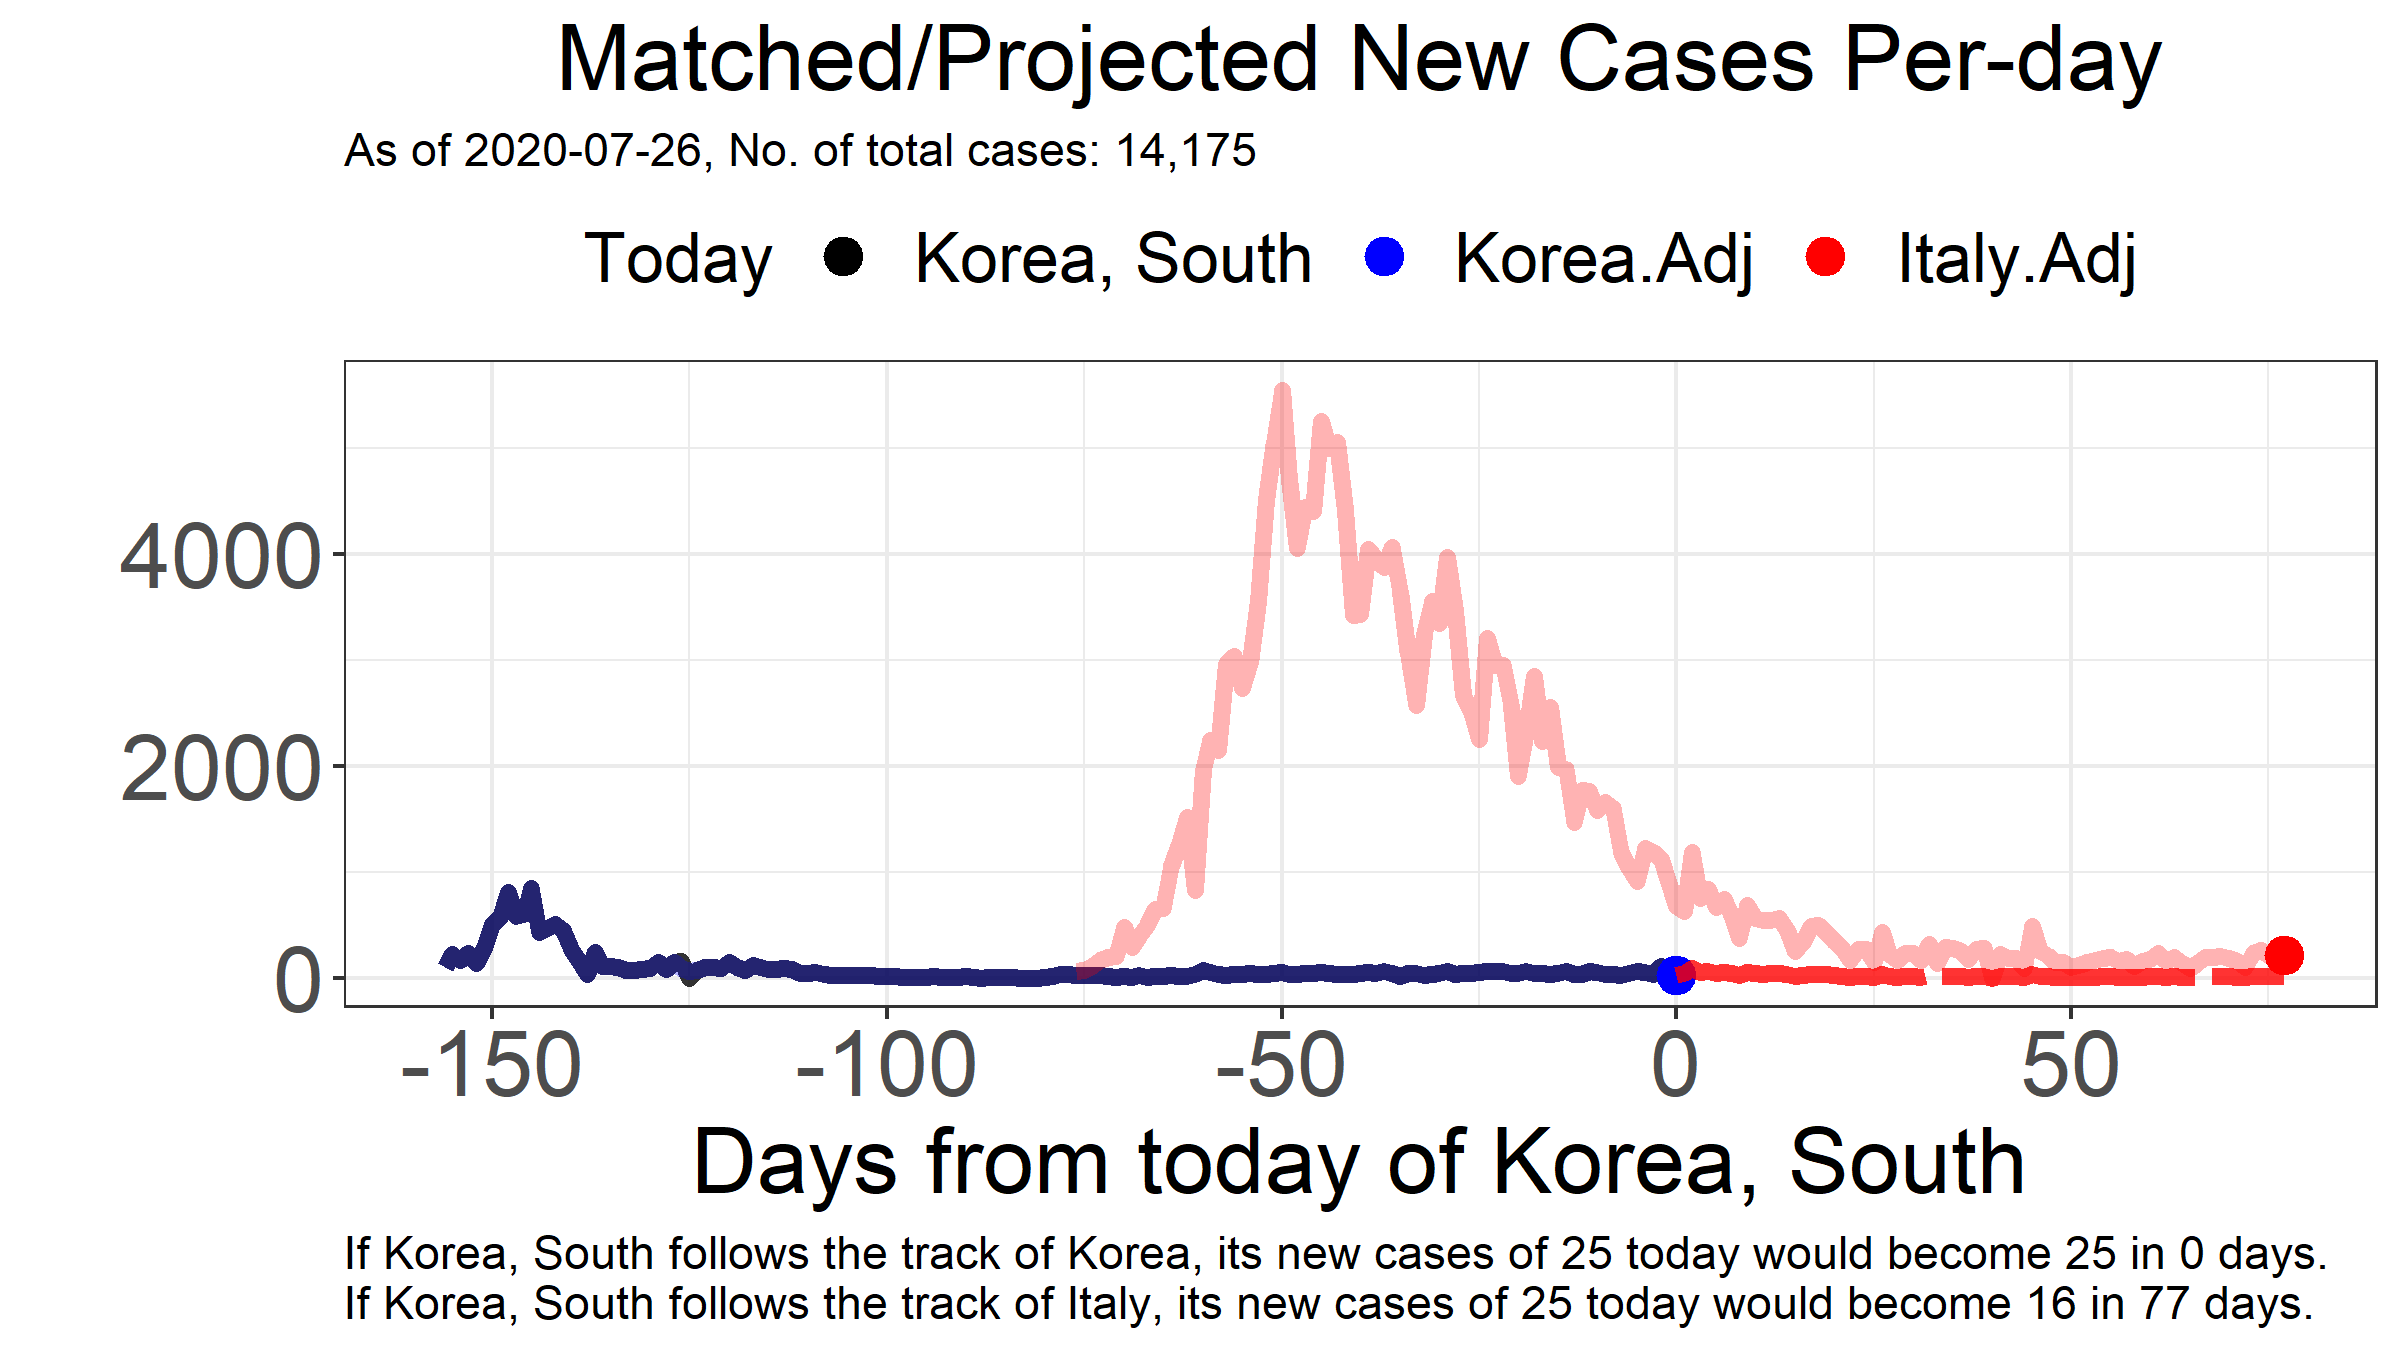 Matched/Projected New Cases Per-day
As of 2020-07-26, No. of total cases: 14,175
Today Korea, South Korea.Adj Italy.Adj
4000
2000
0
-150 -100 -50 0 50
Days from today of Korea, South
If Korea, South follows the track of Korea, its new cases of 25 today would become 25 in 0 days.
If Korea, South follows the track of Italy, its new cases of 25 today would become 16 in 77 days.